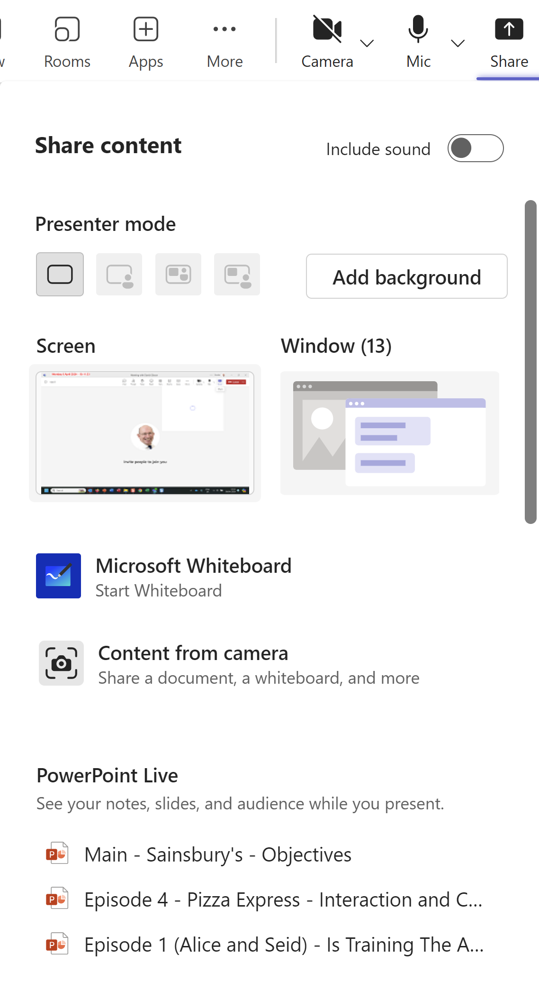 Rooms
Apps
More
Camera
Mic
Share
Share content
Include sound
Presenter mode
Add background
Screen
Window (13)
Invite people to join you
Microsoft Whiteboard
Start Whiteboard
Content from camera
Share a document, a whiteboard, and more
PowerPoint Live
See your notes, slides, and audience while you present.
Main - Sainsbury's - Objectives
Episode 4 - Pizza Express - Interaction and C...
Episode 1 (Alice and Seid) - Is Training The A...